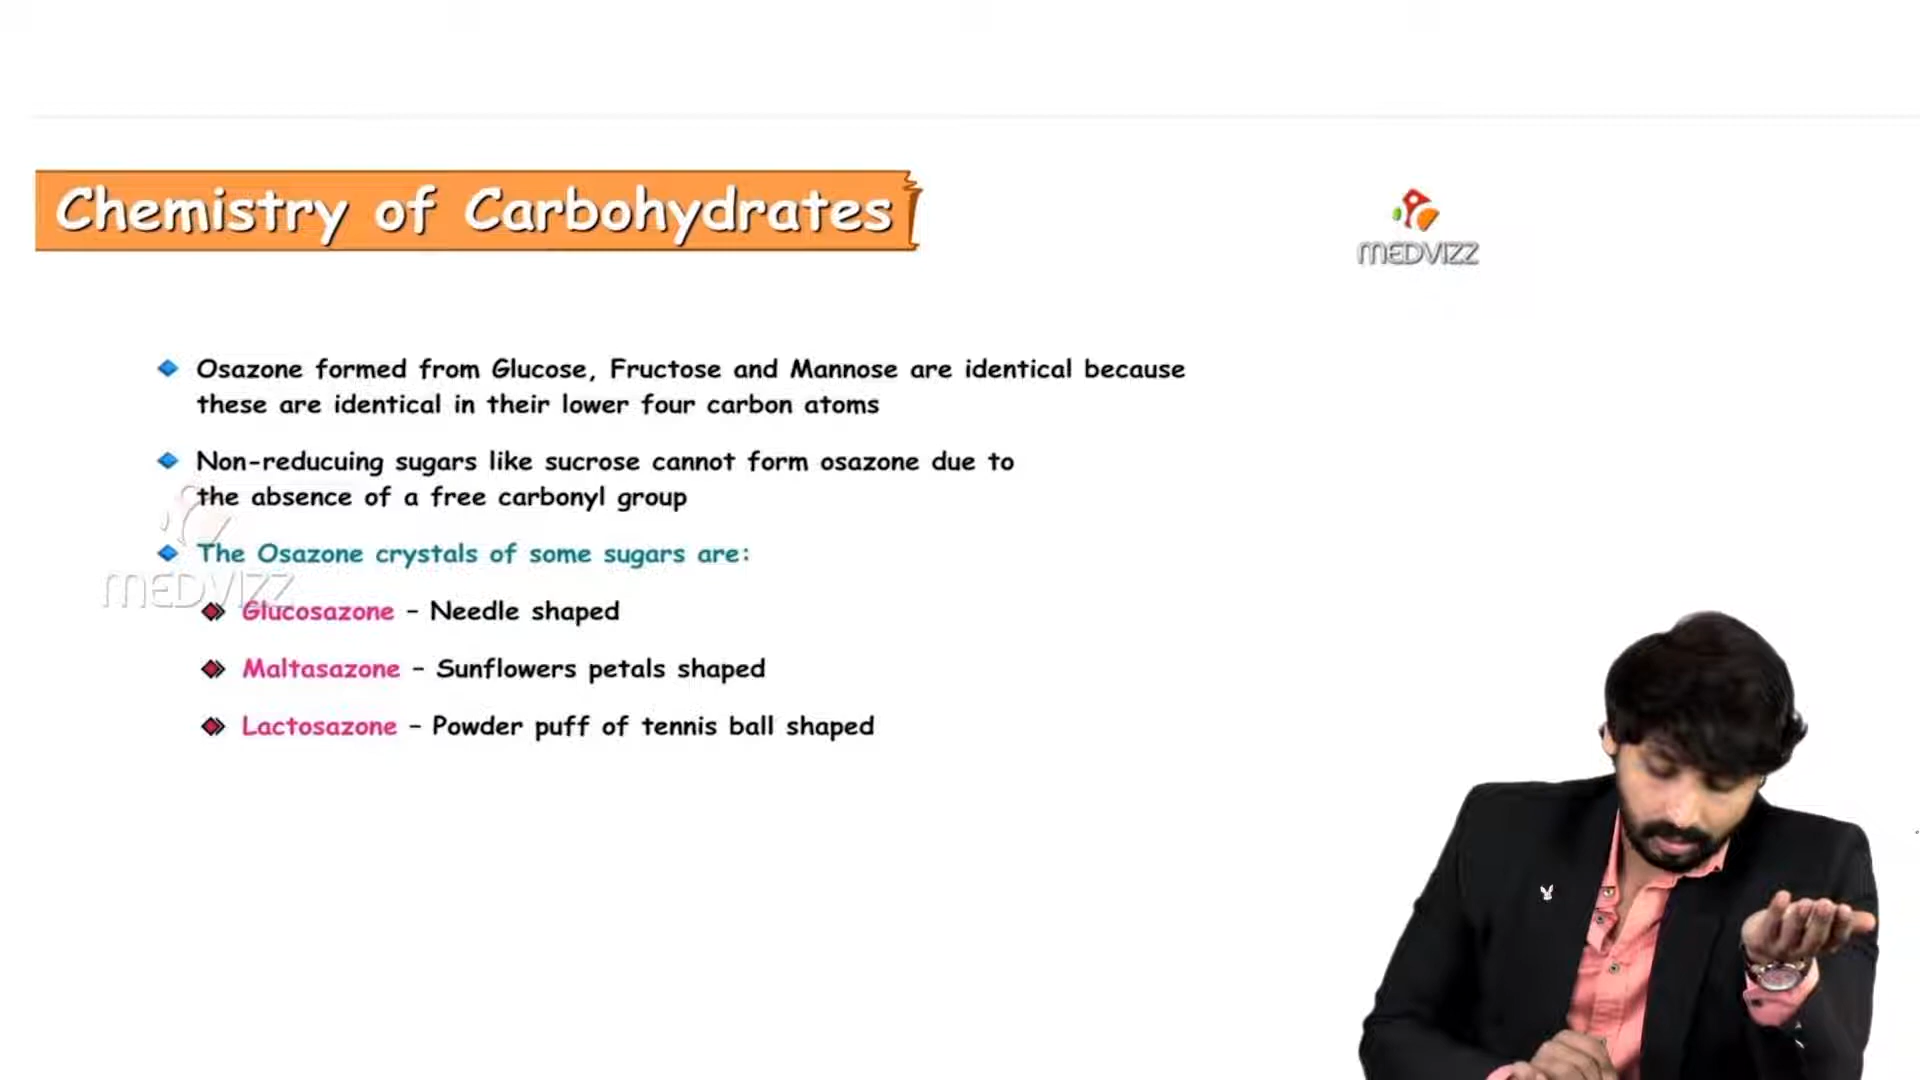 Chemistry of Carbohydrates
MEDVIZZ
Osazone formed from Glucose, Fructose and Mannose are identical because
these are identical in their lower four carbon atoms
Non-reducuing sugars like sucrose cannot form osazone due to
the absence of a free carbonyl group
The Osazone crystals of some sugars are:
MEDVIZZ
Glucosazone – Needle shaped
Maltasazone – Sunflowers petals shaped
Lactosazone – Powder puff of tennis ball shaped